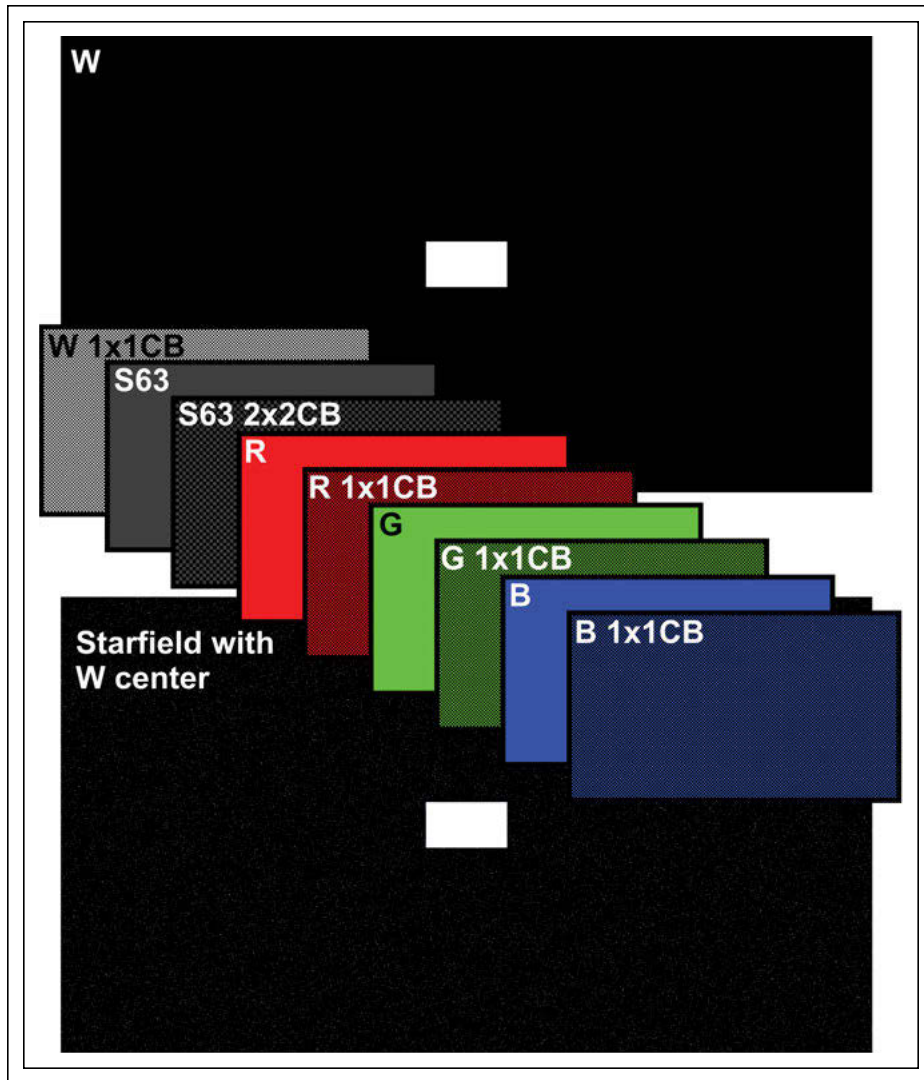 W
W 1x1CB
S63
S63 2x2CB
R
R 1x1CB
G
G 1x1CB
B
B 1x1CB
Starfield with
W center